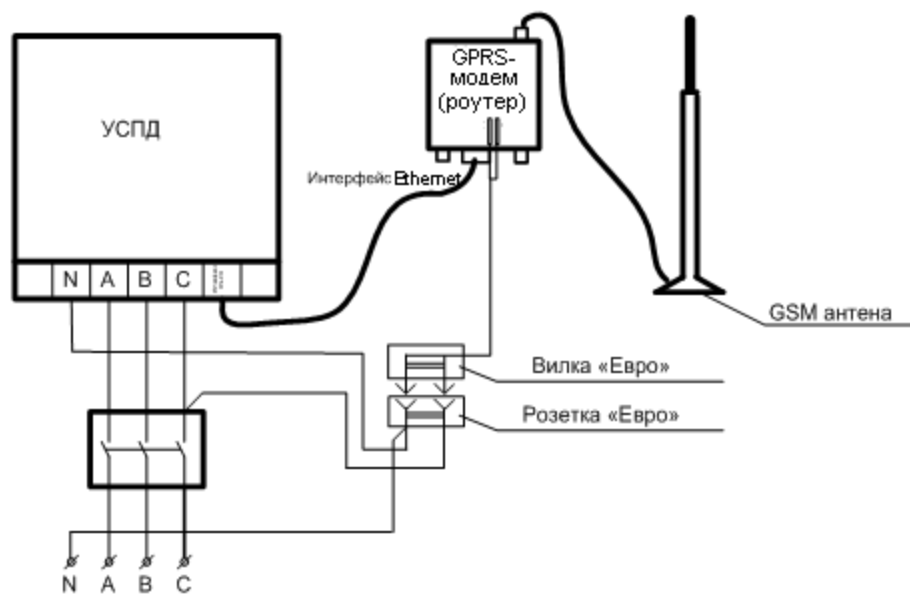 УСПД
GPRS-
модем
(роутер)
Интерфейс Ethernet
N A B C
GSM антена
Вилка «Евро»
Розетка «Евро»
N A B C